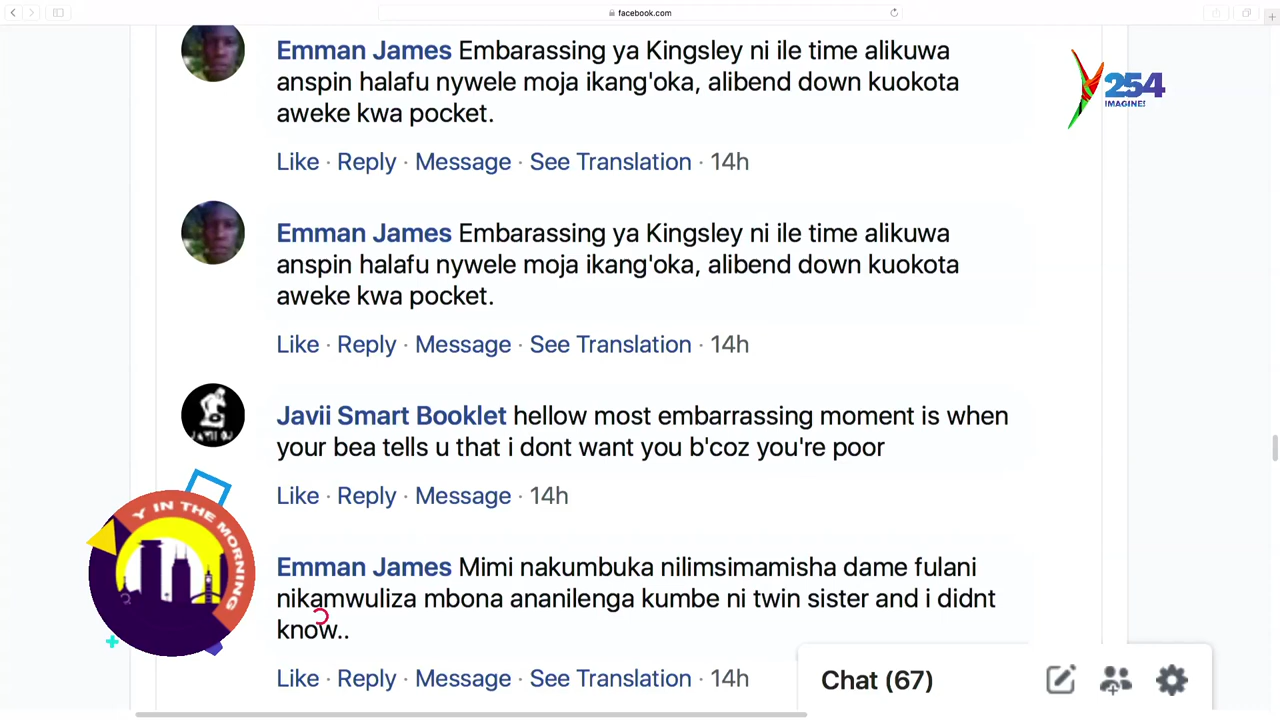 facebook.com
Emman James Embarassing ya Kingsley ni ile time alikuwa
anspin halafu nywele moja ikang'oka, alibend down kuokota
aweke kwa pocket.
Like · Reply · Message · See Translation · 14h
Y254
IMAGINE!
Emman James Embarassing ya Kingsley ni ile time alikuwa
anspin halafu nywele moja ikang'oka, alibend down kuokota
aweke kwa pocket.
Like · Reply · Message · See Translation · 14h
Javii Smart Booklet hellow most embarrassing moment is when
your bea tells u that i dont want you b'coz you're poor
Like · Reply · Message · 14h
Y IN THE MORNING
Emman James Mimi nakumbuka nilimsimamisha dame fulani
nikamwuliza mbona ananilenga kumbe ni twin sister and i didnt
know..
Like · Reply · Message · See Translation · 14h
Chat (67)